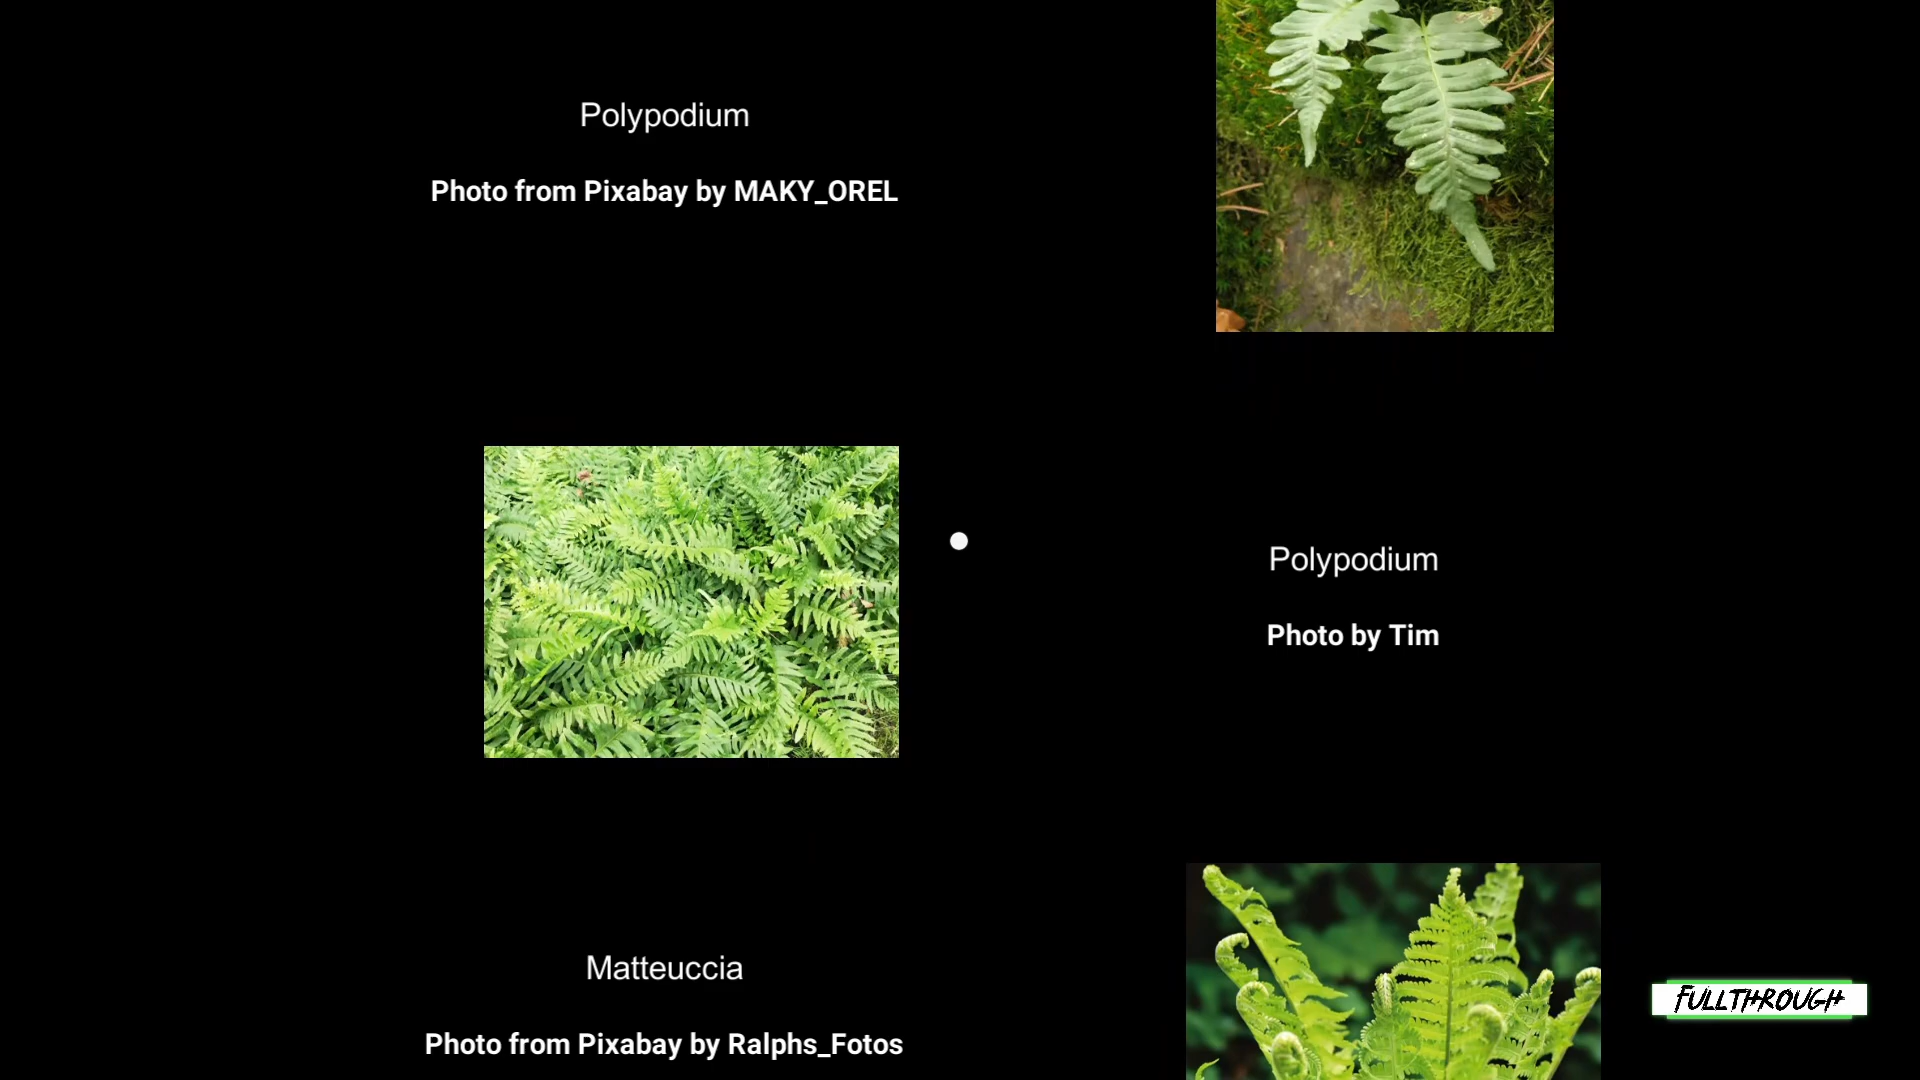 Polypodium
Photo from Pixabay by MAKY_OREL
Polypodium
Photo by Tim
Matteuccia
Photo from Pixabay by Ralphs_Fotos
FULLTHROUGH